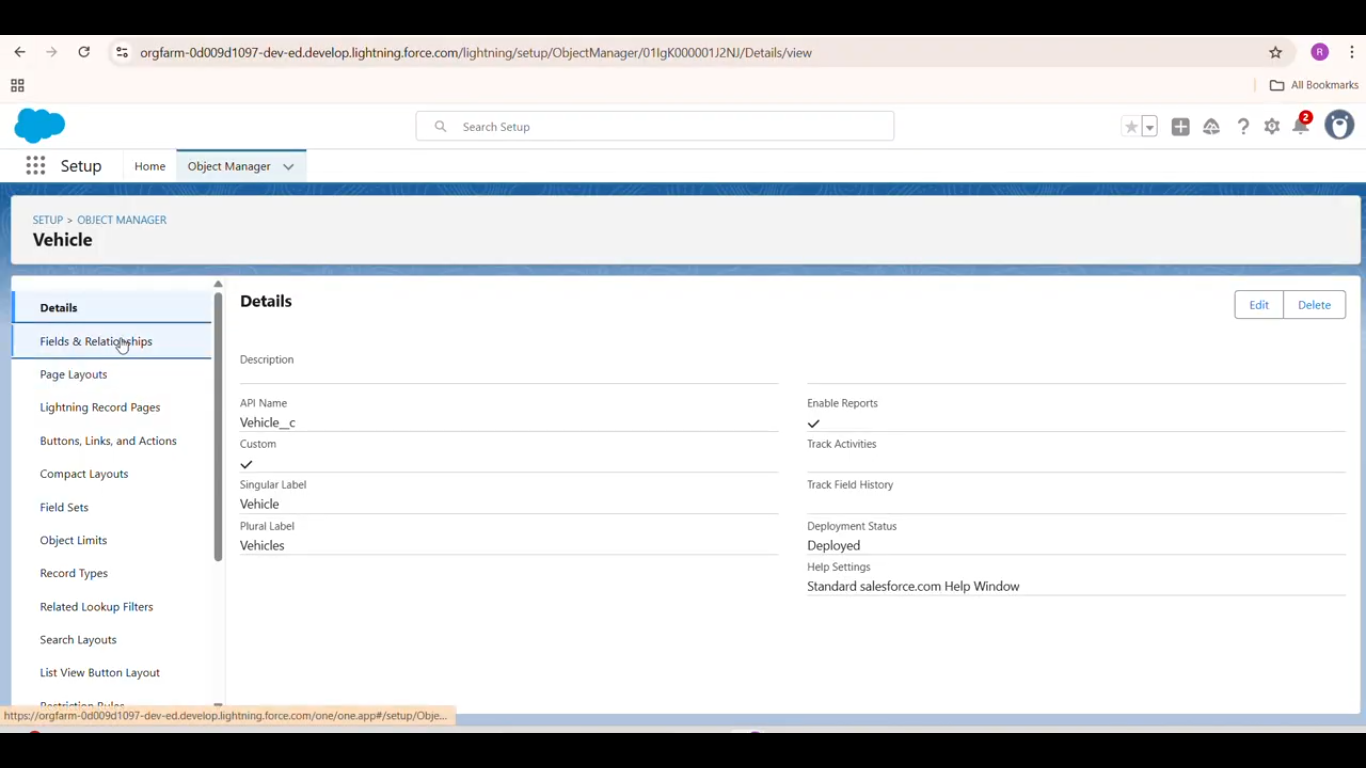 orgfarm-0d009d1097-dev-ed.develop.lightning.force.com/lightning/setup/ObjectManager/01IgK000001J2NJ/Details/view
R
All Bookmarks
Search Setup
2
Setup
Home
Object Manager
SETUP > OBJECT MANAGER
Vehicle
Details
Fields & Relationships
Page Layouts
Lightning Record Pages
Buttons, Links, and Actions
Compact Layouts
Field Sets
Object Limits
Record Types
Related Lookup Filters
Search Layouts
List View Button Layout
Restriction Rules
Details
Edit
Delete
Description
API Name
Vehicle__c
Custom
Singular Label
Vehicle
Plural Label
Vehicles
Enable Reports
Track Activities
Track Field History
Deployment Status
Deployed
Help Settings
Standard salesforce.com Help Window
https://orgfarm-0d009d1097-dev-ed.develop.lightning.force.com/one/one.app#/setup/Obje...